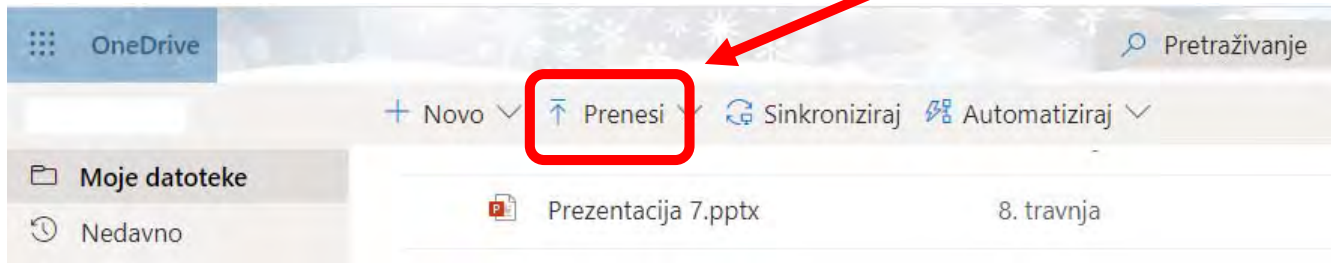 OneDrive
Pretraživanje
Novo Prenesi Sinkroniziraj Automatiziraj
Moje datoteke
Prezentacija 7.pptx 8. travnja
Nedavno